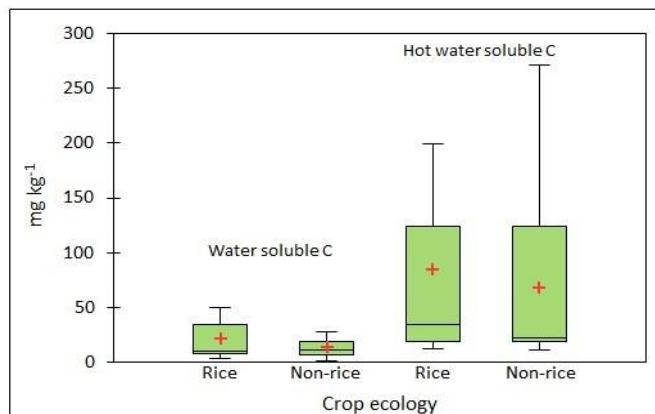 300
Hot water soluble C
250
200
mg kg⁻¹
150
100
Water soluble C
50
0
Rice Non-rice Rice Non-rice
Crop ecology